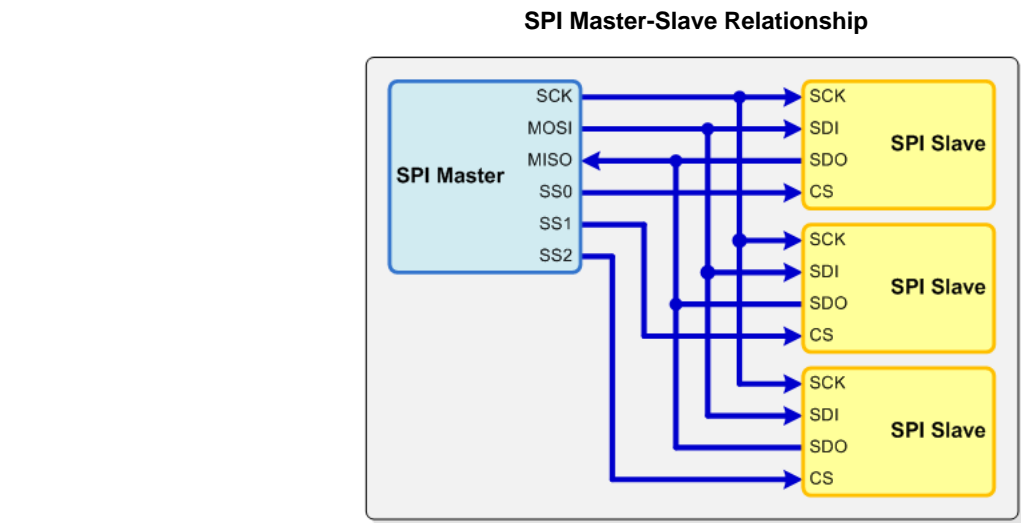 SPI Master-Slave Relationship
SPI Master
SCK
MOSI
MISO
SS0
SS1
SS2
SCK
SDI
SDO
CS
SPI Slave
SCK
SDI
SDO
CS
SPI Slave
SCK
SDI
SDO
CS
SPI Slave